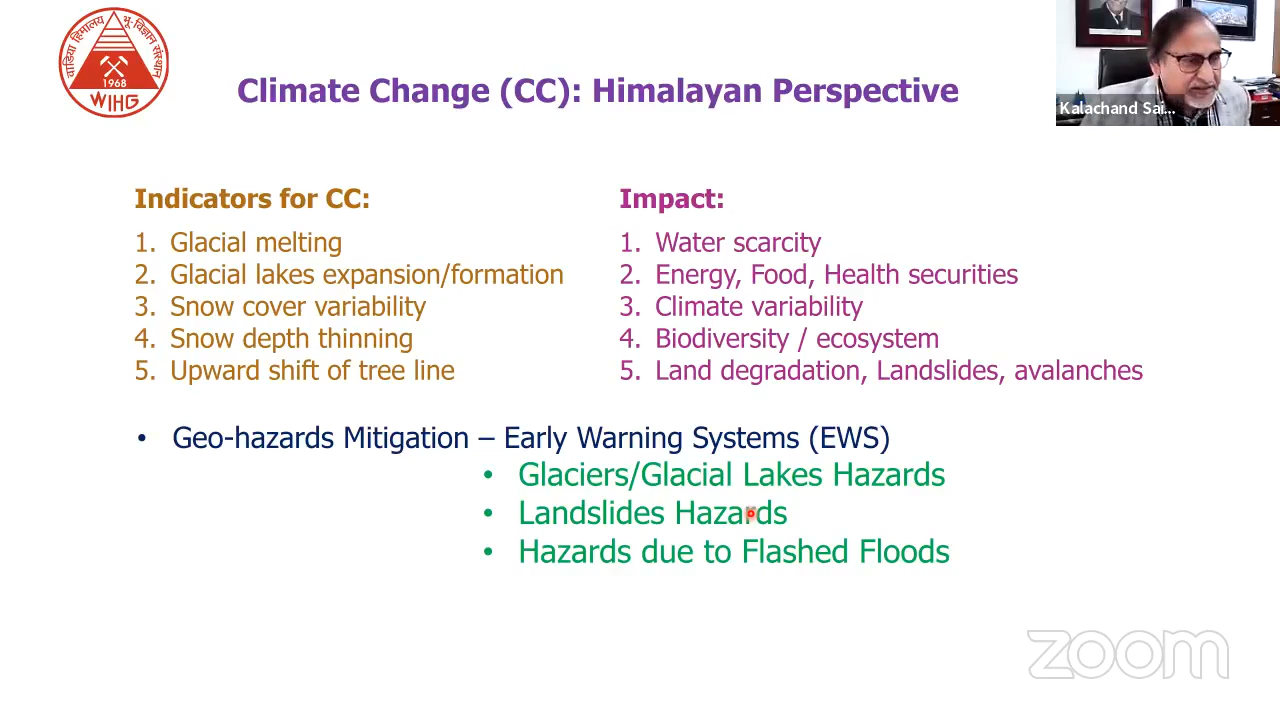 वाडिया हिमालय भू-विज्ञान संस्थान
1968
WIHG
Climate Change (CC): Himalayan Perspective
Kalachand Sai...
Indicators for CC:
1. Glacial melting
2. Glacial lakes expansion/formation
3. Snow cover variability
4. Snow depth thinning
5. Upward shift of tree line
Impact:
1. Water scarcity
2. Energy, Food, Health securities
3. Climate variability
4. Biodiversity / ecosystem
5. Land degradation, Landslides, avalanches
• Geo-hazards Mitigation – Early Warning Systems (EWS)
• Glaciers/Glacial Lakes Hazards
• Landslides Hazards
• Hazards due to Flashed Floods
zoom